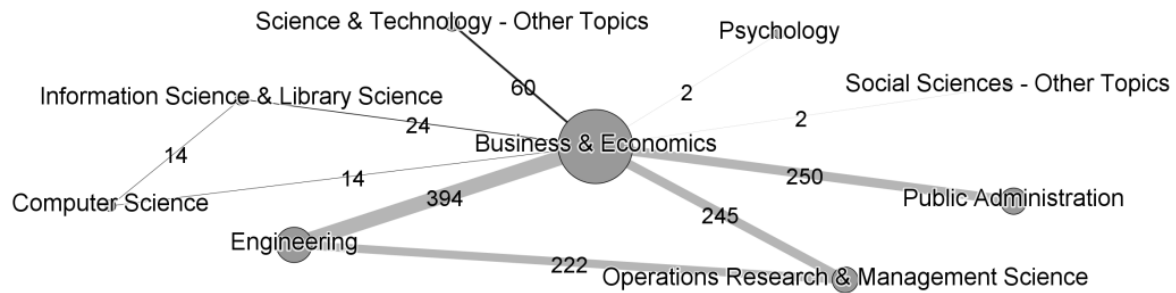 Science & Technology - Other Topics
Psychology
60
2
Social Sciences - Other Topics
Information Science & Library Science
24
2
Business & Economics
14
14
250
Computer Science
394
245
Public Administration
Engineering
222
Operations Research & Management Science